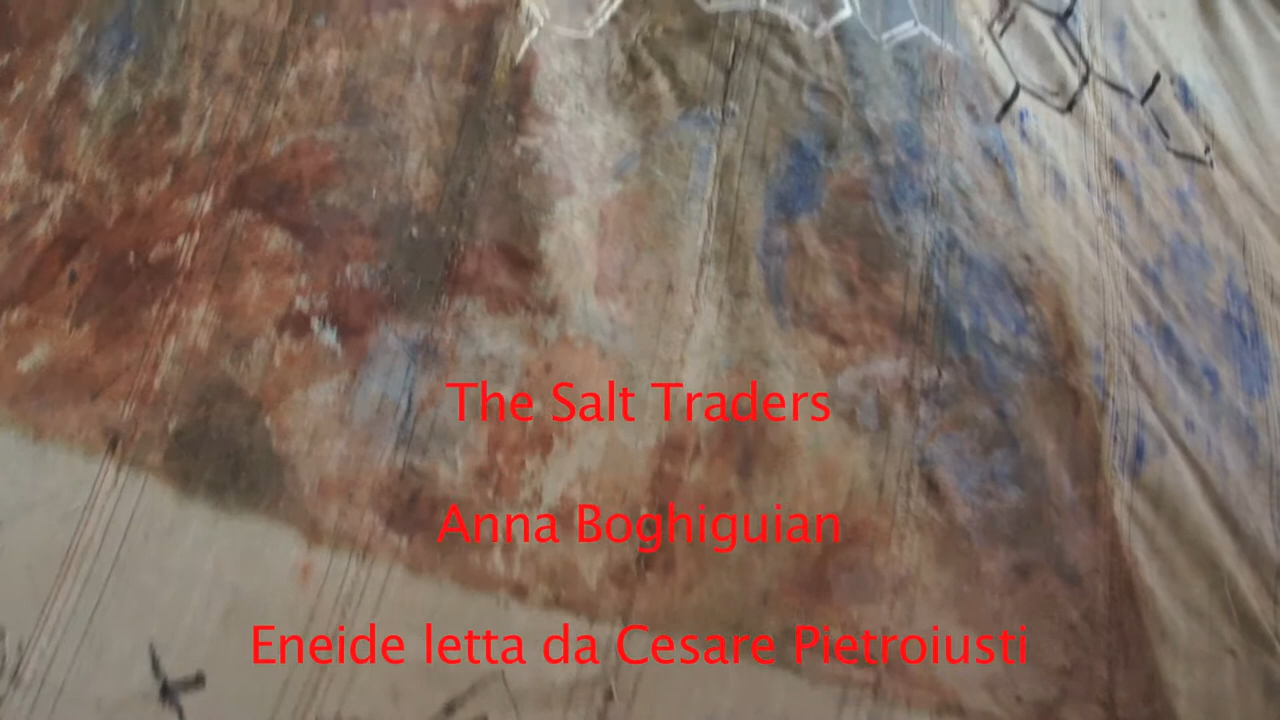 The Salt Traders
Anna Boghiguian
Eneide letta da Cesare Pietroiusti